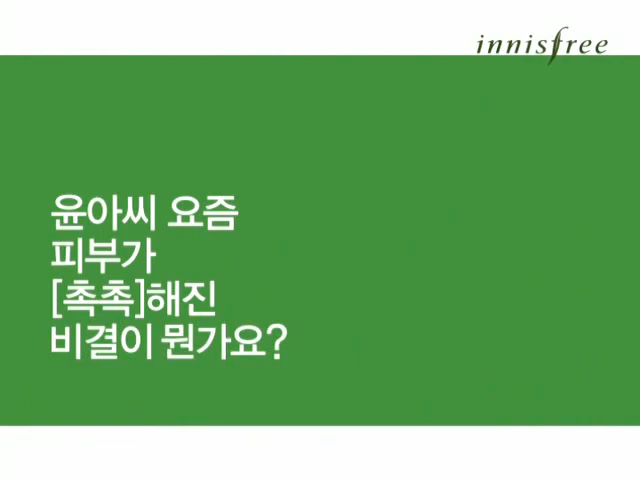 innisfree
윤아씨 요즘
피부가
[촉촉]해진
비결이 뭔가요?